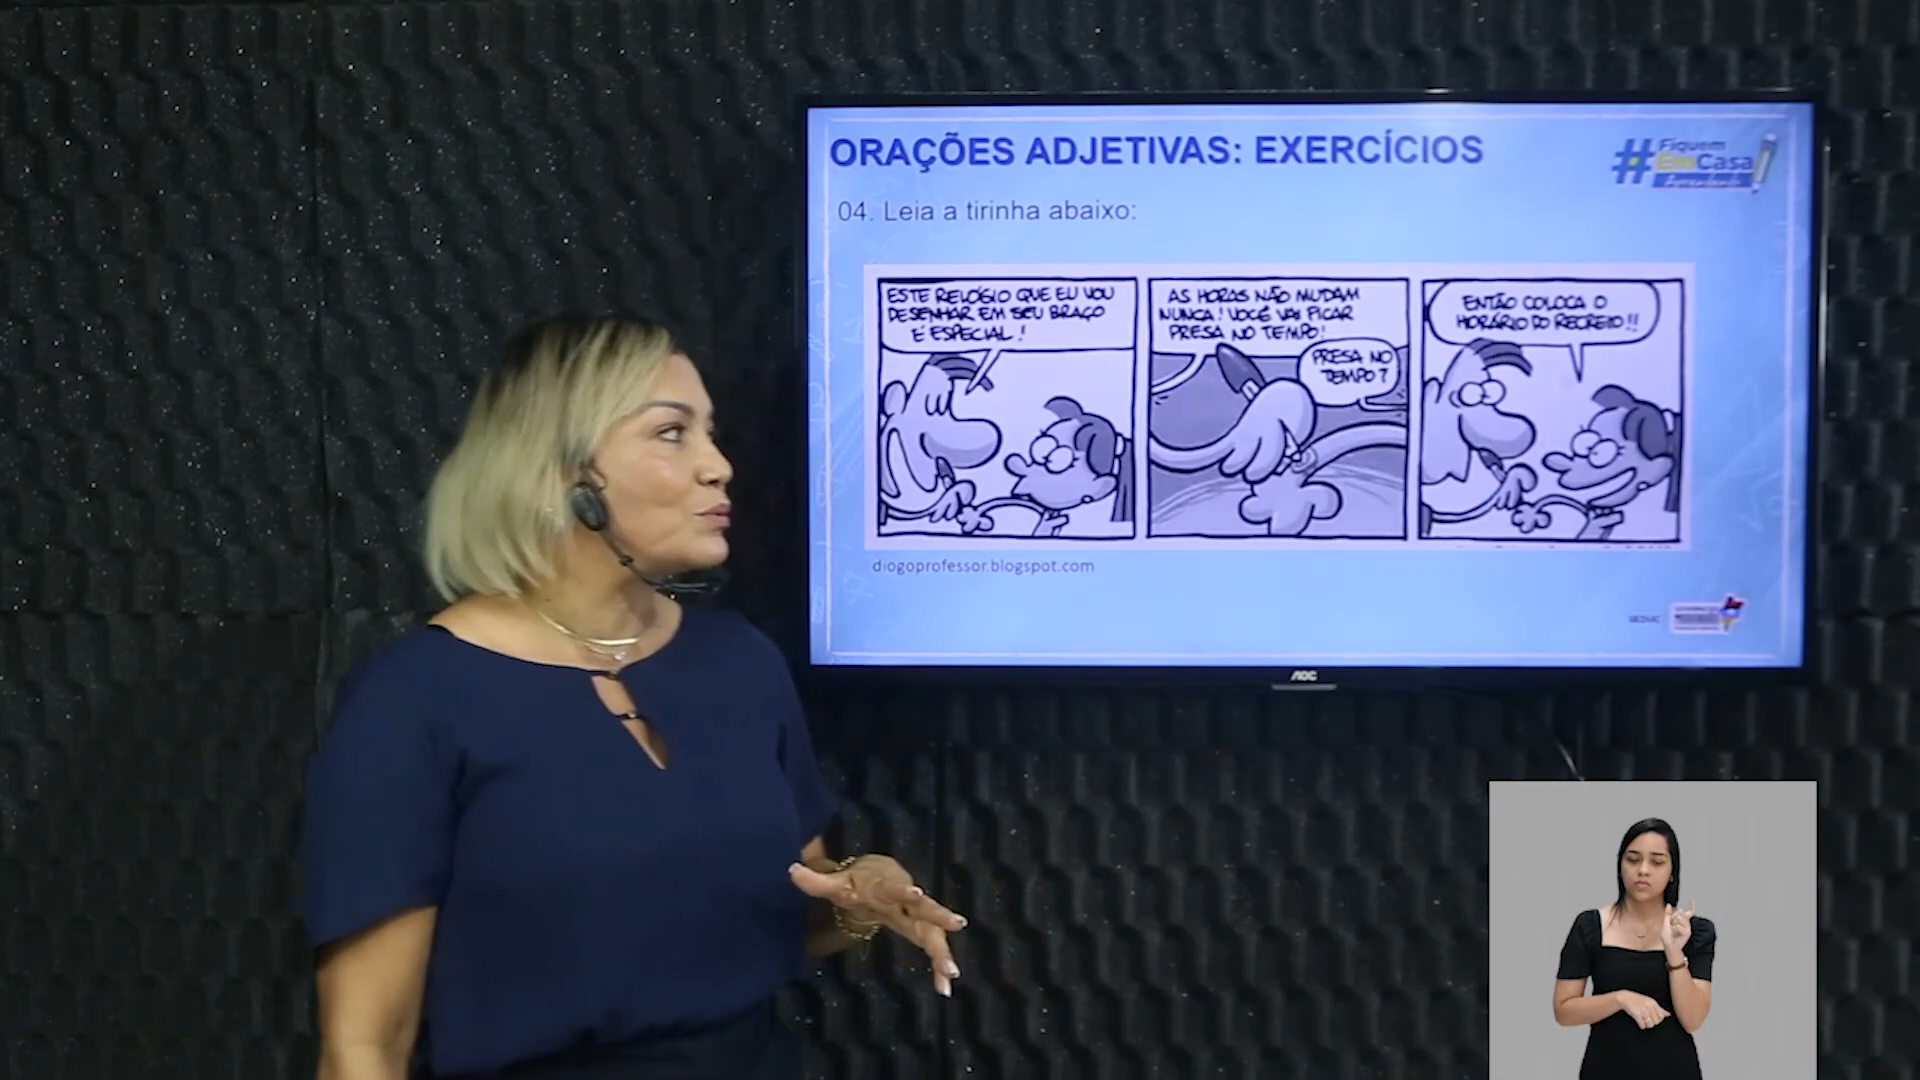 ORAÇÕES ADJETIVAS: EXERCÍCIOS
#Fiquem
EmCasa
04. Leia a tirinha abaixo:
ESTE RELÓGIO QUE EU VOU
DESENHAR EM SEU BRAÇO
É ESPECIAL!
AS HORAS NÃO MUDAM
NUNCA! VOCÊ VAI FICAR
PRESA NO TEMPO!
PRESA NO
TEMPO?
ENTÃO COLOCA O
HORÁRIO DO RECREIO!!
diogoprofessor.blogspot.com
SEDUC
AOC